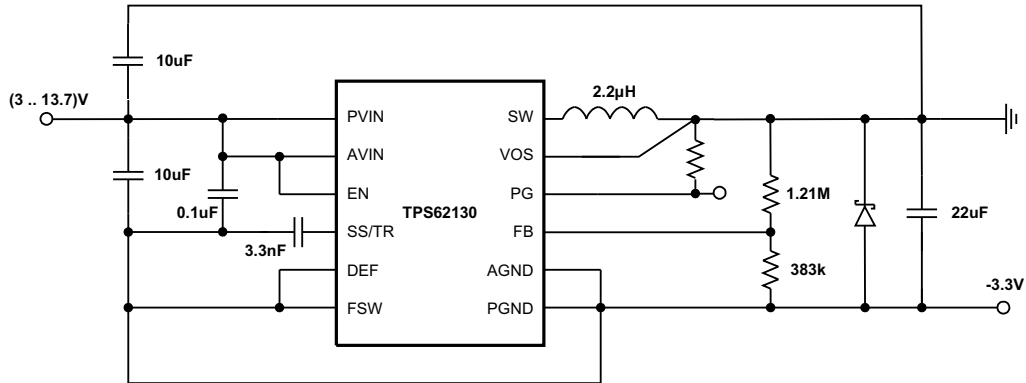 10uF
(3 .. 13.7)V
2.2µH
PVIN
SW
AVIN
VOS
10uF
EN
PG
1.21M
0.1uF
TPS62130
22uF
3.3nF
SS/TR
FB
DEF
AGND
383k
-3.3V
FSW
PGND